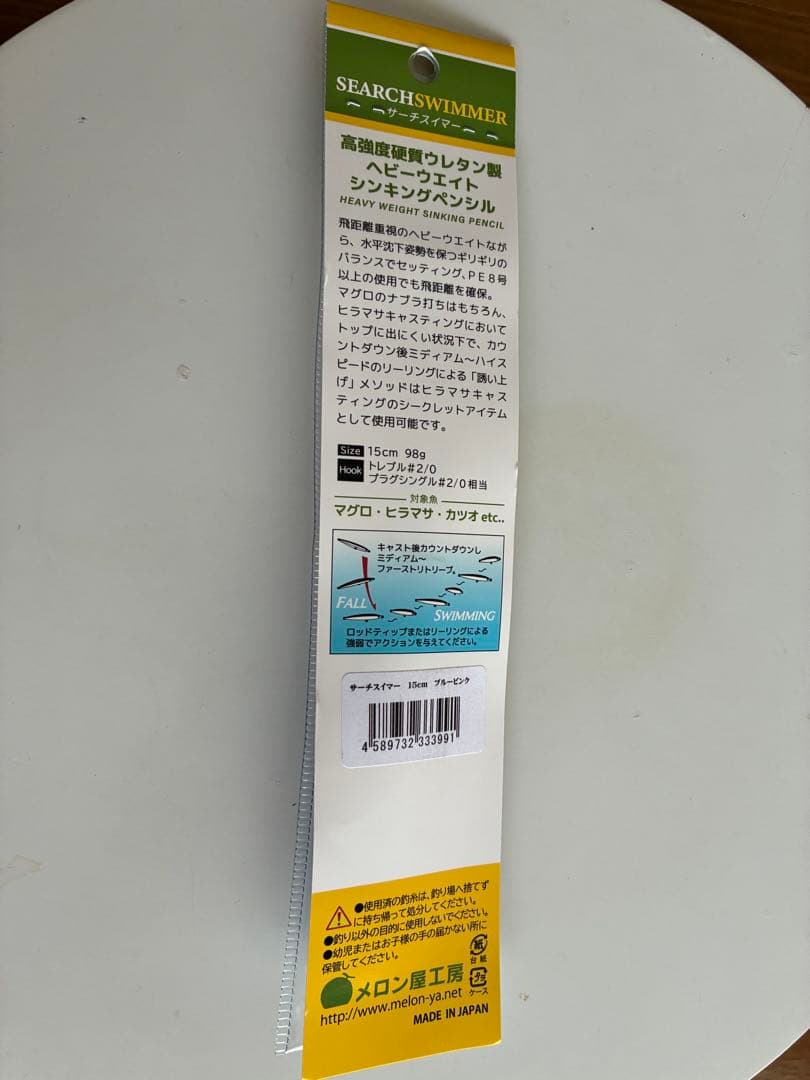 SEARCHSWIMMER
サーチスイマー
高強度硬質ウレタン製
ヘビーウエイト
シンキングペンシル
HEAVY WEIGHT SINKING PENCIL
飛距離重視のヘビーウエイトなが
ら、水平沈下姿勢を保つギリギリの
バランスでセッティング、PE8号
以上の使用でも飛距離を確保。
マグロのナブラ打ちはもちろん、
ヒラマサキャスティングにおいて
トップに出にくい状況下で、カウ
ントダウン後ミディアム〜ハイス
ピードのリーリングによる「誘い上
げ」メソッドはヒラマサキャス
ティングのシークレットアイテム
として使用可能です。
Size 15cm 98g
Hook トレブル#2/0
プラグシングル#2/0相当
対象魚
マグロ・ヒラマサ・カツオ etc..
キャスト後カウントダウンし
ミディアム〜
ファーストリトリーブ。
FALL
SWIMMING
ロッドティップまたはリーリングによる
強弱でアクションを与えてください。
サーチスイマー 15cm ブルーピンク
4 589732 333991
●使用済の釣糸は、釣り場へ捨てず
に持ち帰って処分してください。
●釣り以外の目的に使用しないでください。
●幼児またはお子様の手の届かない所に
保管してください。
紙
台紙
プラ
ケース
メロン屋工房
http://www.melon-ya.net
MADE IN JAPAN